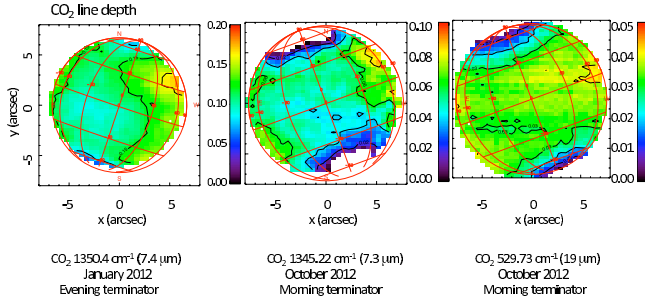 CO₂ line depth
y (arcsec)
5
0
-5
-5 0 5
x (arcsec)
0.20
0.15
0.10
0.05
0.00
-5 0 5
x (arcsec)
0.10
0.08
0.06
0.04
0.02
0.00
-5 0 5
x (arcsec)
0.05
0.04
0.03
0.02
0.01
0.00
CO₂ 1350.4 cm⁻¹ (7.4 µm)
January 2012
Evening terminator
CO₂ 1345.22 cm⁻¹ (7.3 µm)
October 2012
Morning terminator
CO₂ 529.73 cm⁻¹ (19 µm)
October 2012
Morning terminator